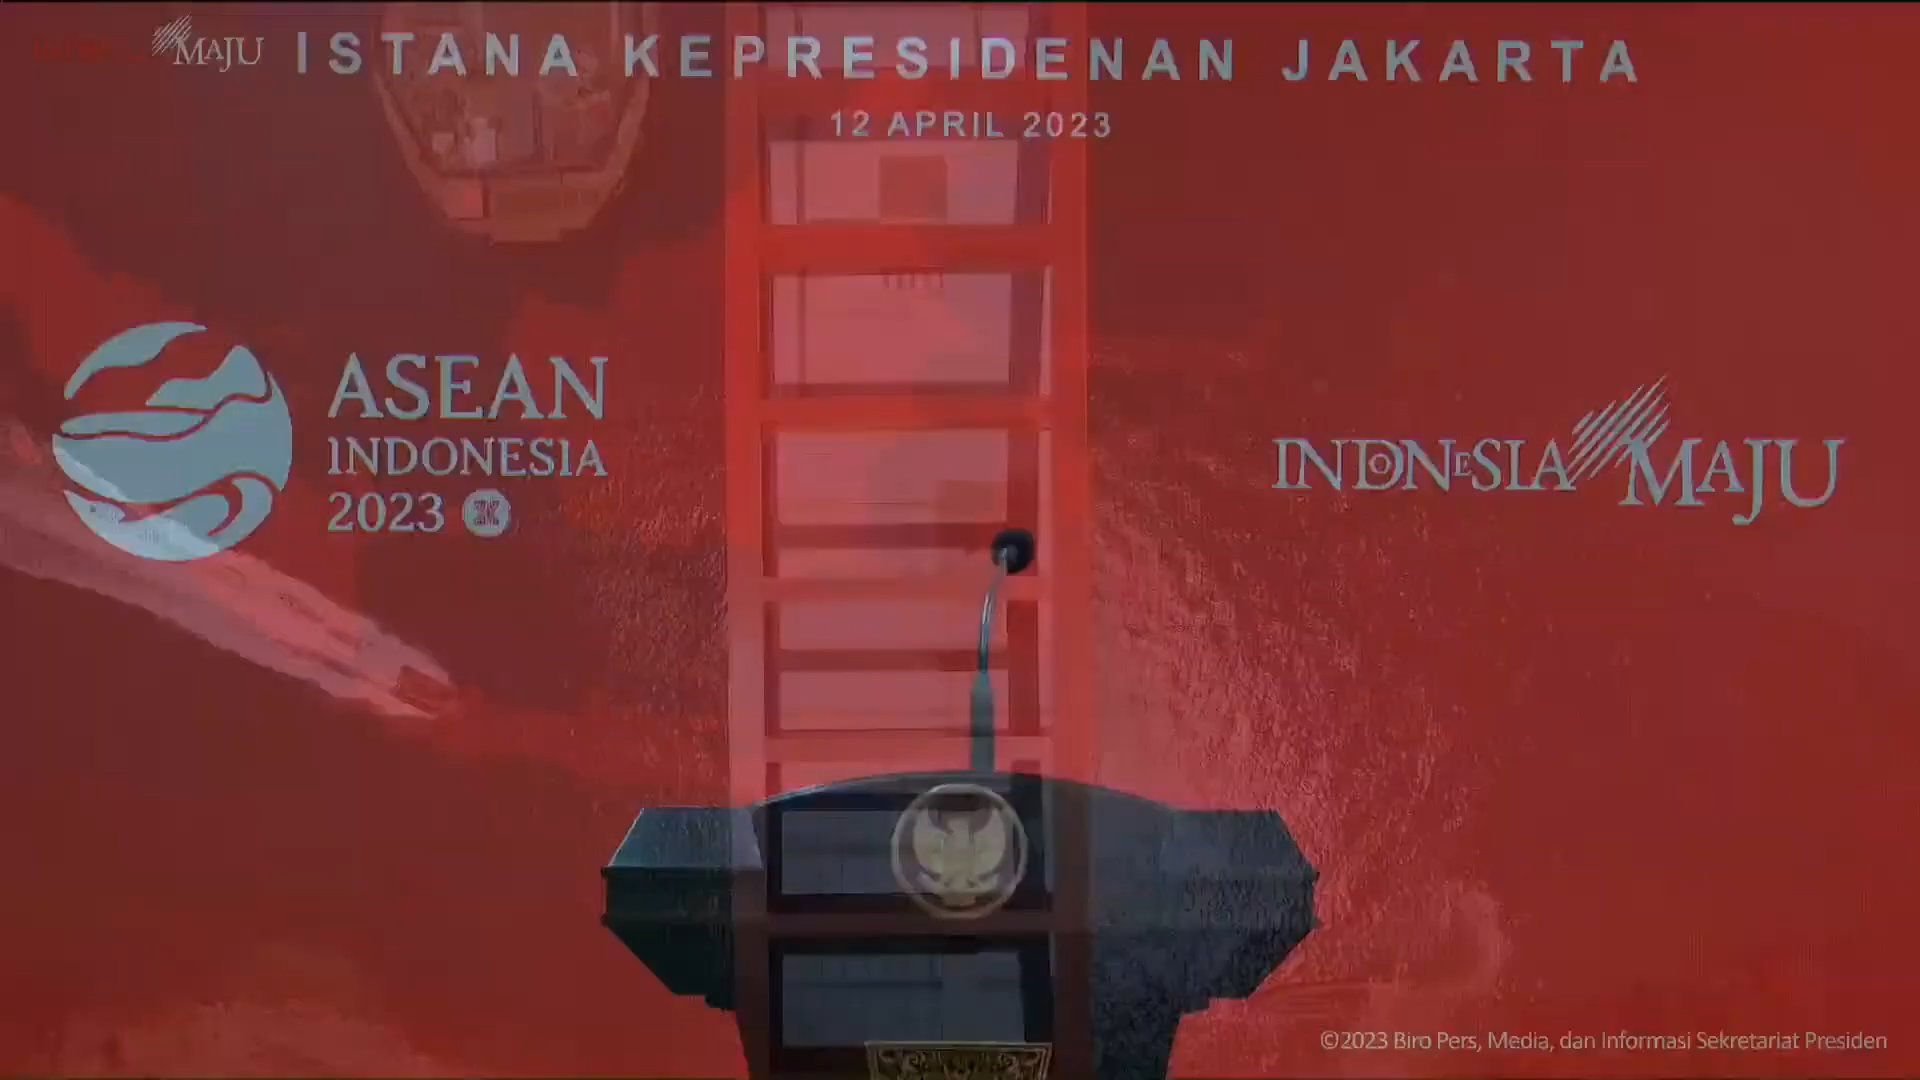 MAJU
ISTANA KEPRESIDENAN JAKARTA
12 APRIL 2023
ASEAN
INDONESIA
2023
INDONESIA MAJU
©2023 Biro Pers, Media, dan Informasi Sekretariat Presiden